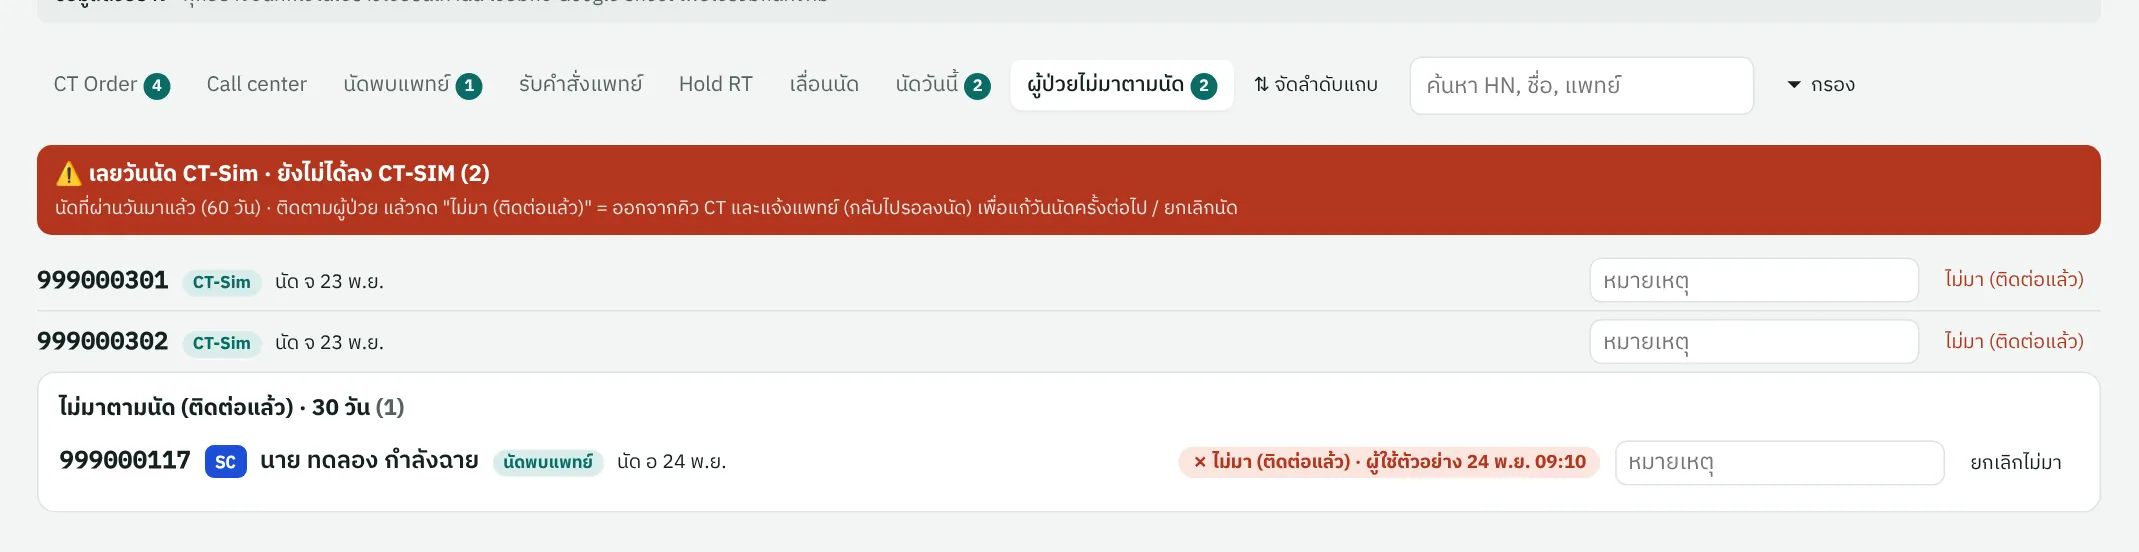 CT Order 4 Call center นัดพบแพทย์ 1 รับคำสั่งแพทย์ Hold RT เลื่อนนัด นัดวันนี้ 2 ผู้ป่วยไม่มาตามนัด 2 ⇅ จัดลำดับแถบ ค้นหา HN, ชื่อ, แพทย์ ▼ กรอง
⚠️ เลยวันนัด CT-Sim · ยังไม่ได้ลง CT-SIM (2)
นัดที่ผ่านวันมาแล้ว (60 วัน) · ติดตามผู้ป่วย แล้วกด "ไม่มา (ติดต่อแล้ว)" = ออกจากคิว CT และแจ้งแพทย์ (กลับไปรอลงนัด) เพื่อแก้วันนัดครั้งต่อไป / ยกเลิกนัด
999000301 CT-Sim นัด จ 23 พ.ย. หมายเหตุ ไม่มา (ติดต่อแล้ว)
999000302 CT-Sim นัด จ 23 พ.ย. หมายเหตุ ไม่มา (ติดต่อแล้ว)
ไม่มาตามนัด (ติดต่อแล้ว) · 30 วัน (1)
999000117 SC นาย ทดลอง กำลังฉาย นัดพบแพทย์ นัด อ 24 พ.ย. × ไม่มา (ติดต่อแล้ว) · ผู้ใช้ตัวอย่าง 24 พ.ย. 09:10 หมายเหตุ ยกเลิกไม่มา